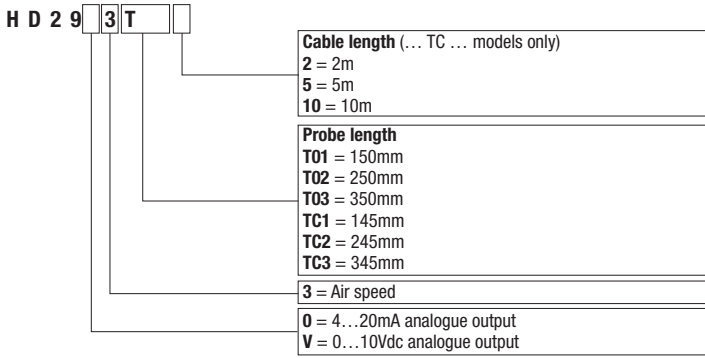 H D 2 9 3 T
Cable length (… TC … models only)
2 = 2m
5 = 5m
10 = 10m
Probe length
T01 = 150mm
T02 = 250mm
T03 = 350mm
TC1 = 145mm
TC2 = 245mm
TC3 = 345mm
3 = Air speed
0 = 4…20mA analogue output
V = 0…10Vdc analogue output